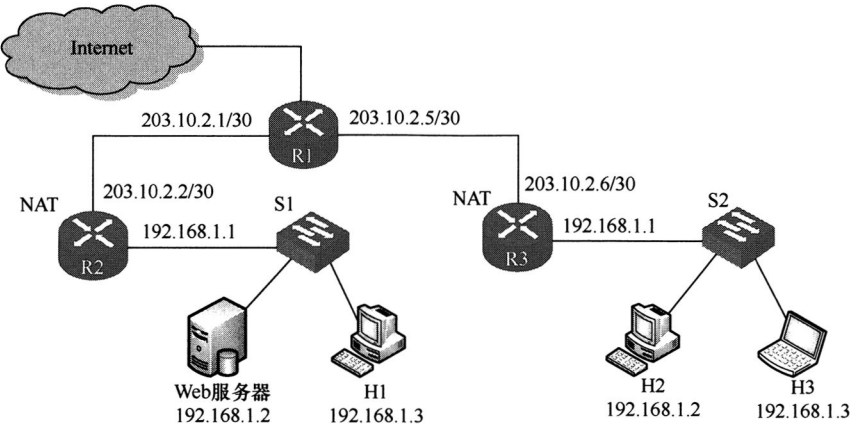 Internet
203.10.2.1/30
203.10.2.5/30
R1
203.10.2.2/30
203.10.2.6/30
NAT
S1
NAT
S2
192.168.1.1
192.168.1.1
R2
R3
Web服务器
H1
H2
H3
192.168.1.2
192.168.1.3
192.168.1.2
192.168.1.3